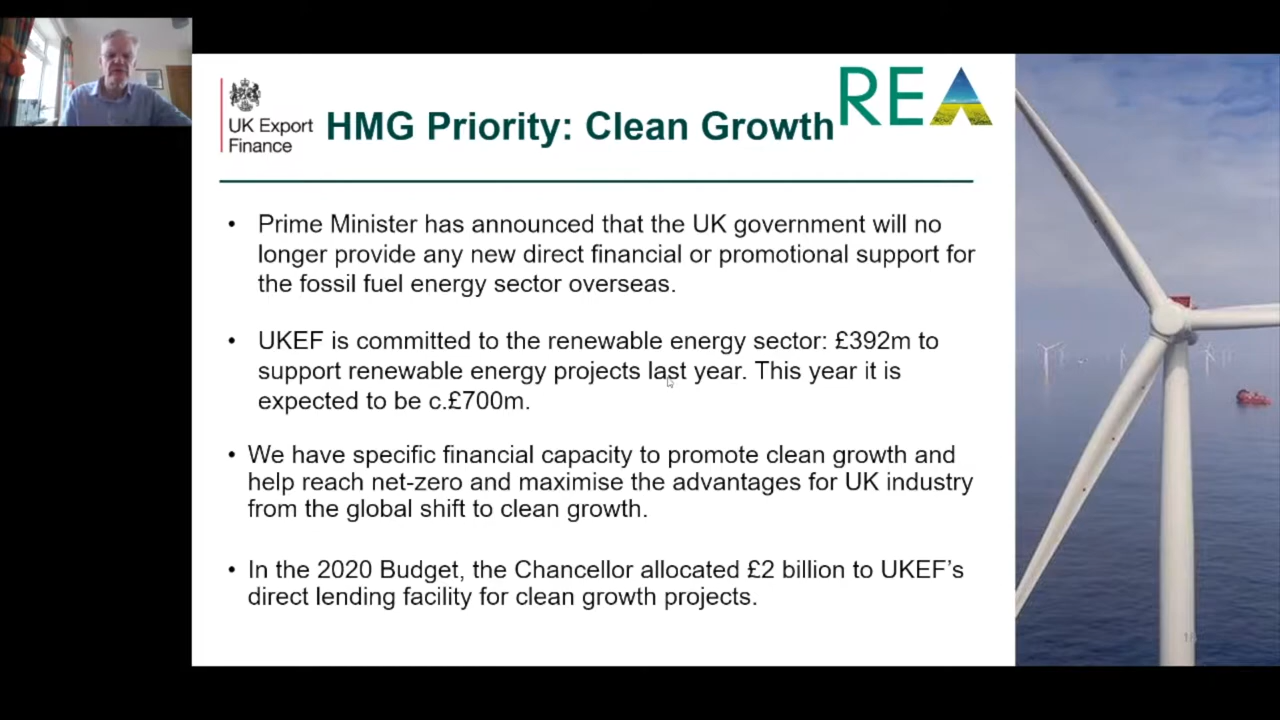 UK Export
Finance
HMG Priority: Clean Growth
REA
• Prime Minister has announced that the UK government will no
longer provide any new direct financial or promotional support for
the fossil fuel energy sector overseas.
• UKEF is committed to the renewable energy sector: £392m to
support renewable energy projects last year. This year it is
expected to be c.£700m.
• We have specific financial capacity to promote clean growth and
help reach net-zero and maximise the advantages for UK industry
from the global shift to clean growth.
• In the 2020 Budget, the Chancellor allocated £2 billion to UKEF’s
direct lending facility for clean growth projects.